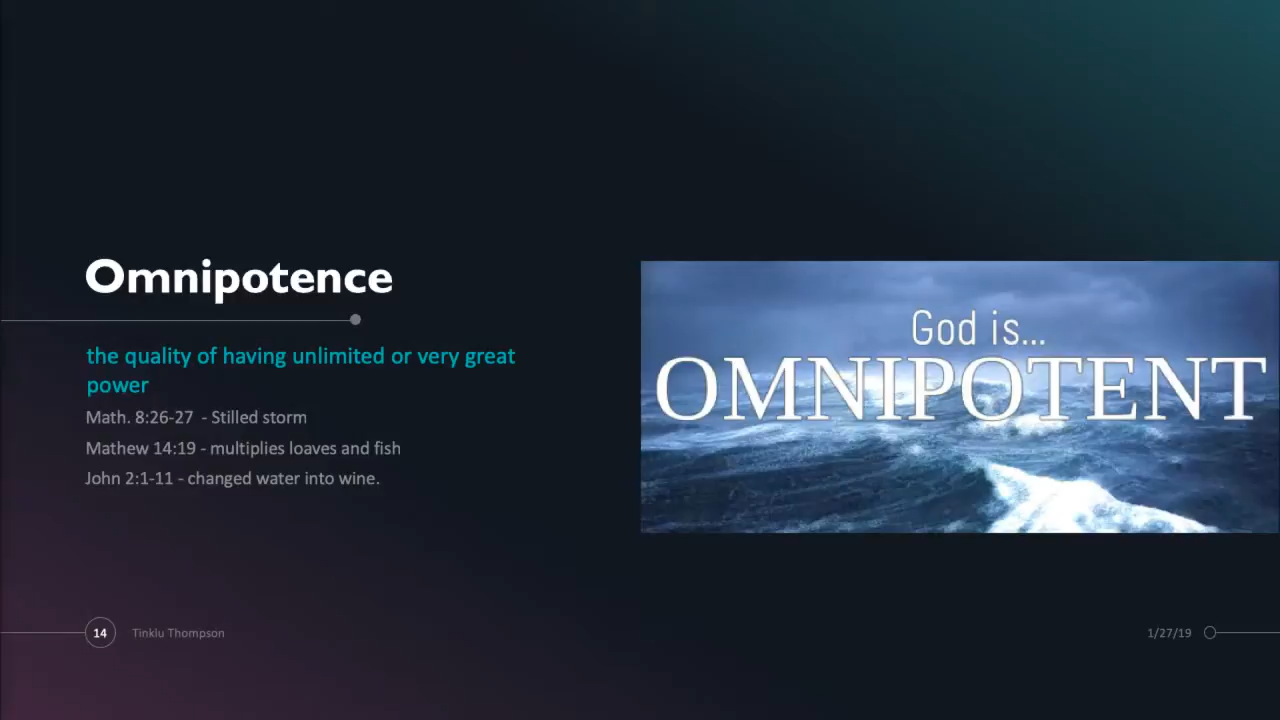 Omnipotence
the quality of having unlimited or very great
power
Math. 8:26-27 - Stilled storm
Mathew 14:19 - multiplies loaves and fish
John 2:1-11 - changed water into wine.
God is...
OMNIPOTENT
14
Tinklu Thompson
1/27/19